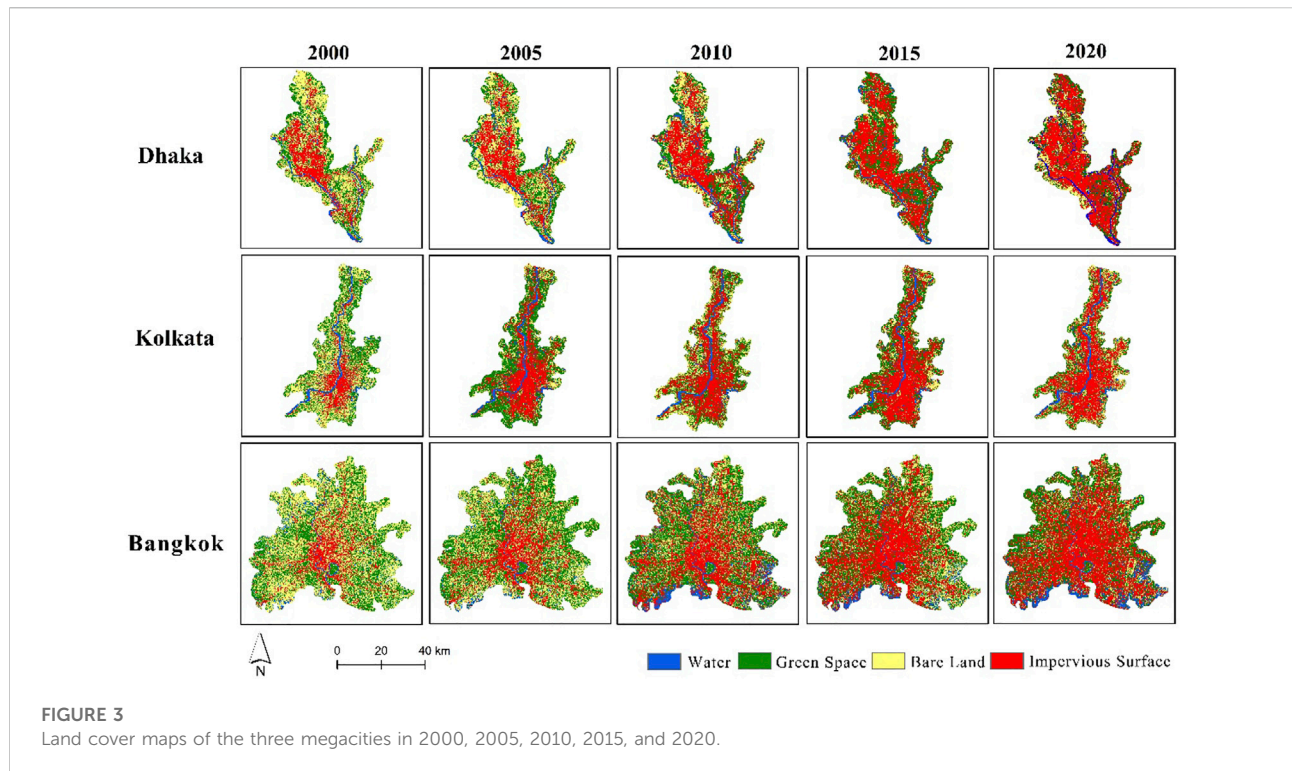 2000 2005 2010 2015 2020
Dhaka
Kolkata
Bangkok
N
0 20 40 km
Water Green Space Bare Land Impervious Surface
FIGURE 3
Land cover maps of the three megacities in 2000, 2005, 2010, 2015, and 2020.